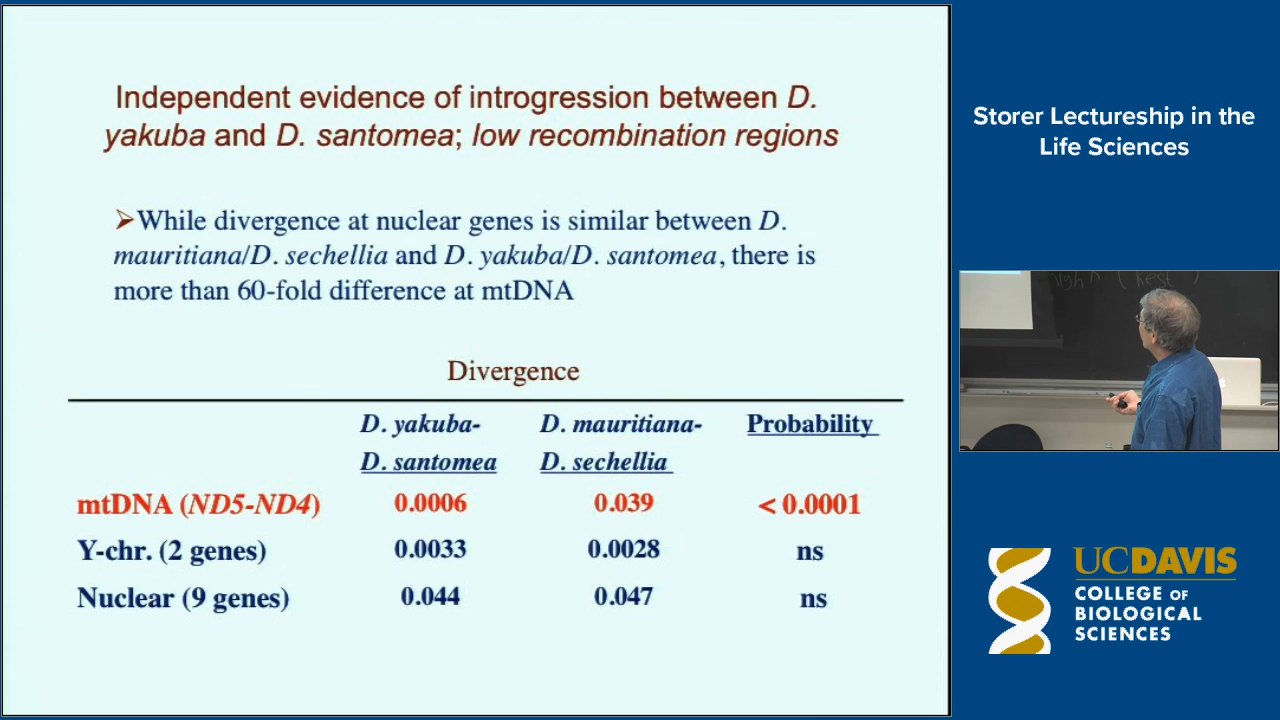 Independent evidence of introgression between D.
yakuba and D. santomea; low recombination regions
➢While divergence at nuclear genes is similar between D.
mauritiana/D. sechellia and D. yakuba/D. santomea, there is
more than 60-fold difference at mtDNA
Divergence
D. yakuba- D. mauritiana- Probability
D. santomea D. sechellia
mtDNA (ND5-ND4) 0.0006 0.039 < 0.0001
Y-chr. (2 genes) 0.0033 0.0028 ns
Nuclear (9 genes) 0.044 0.047 ns
Storer Lectureship in the
Life Sciences
UCDAVIS
COLLEGE OF
BIOLOGICAL
SCIENCES